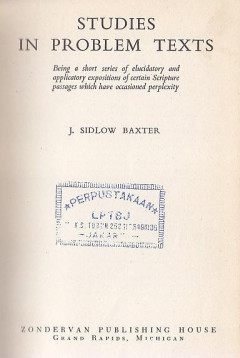 STUDIES
IN PROBLEM TEXTS
Being a short series of elucidatory and
applicatory expositions of certain Scripture
passages which have occasioned perplexity
J. SIDLOW BAXTER
PERPUSTAKAAN
LPTBJ
ZONDERVAN PUBLISHING HOUSE
GRAND RAPIDS, MICHIGAN